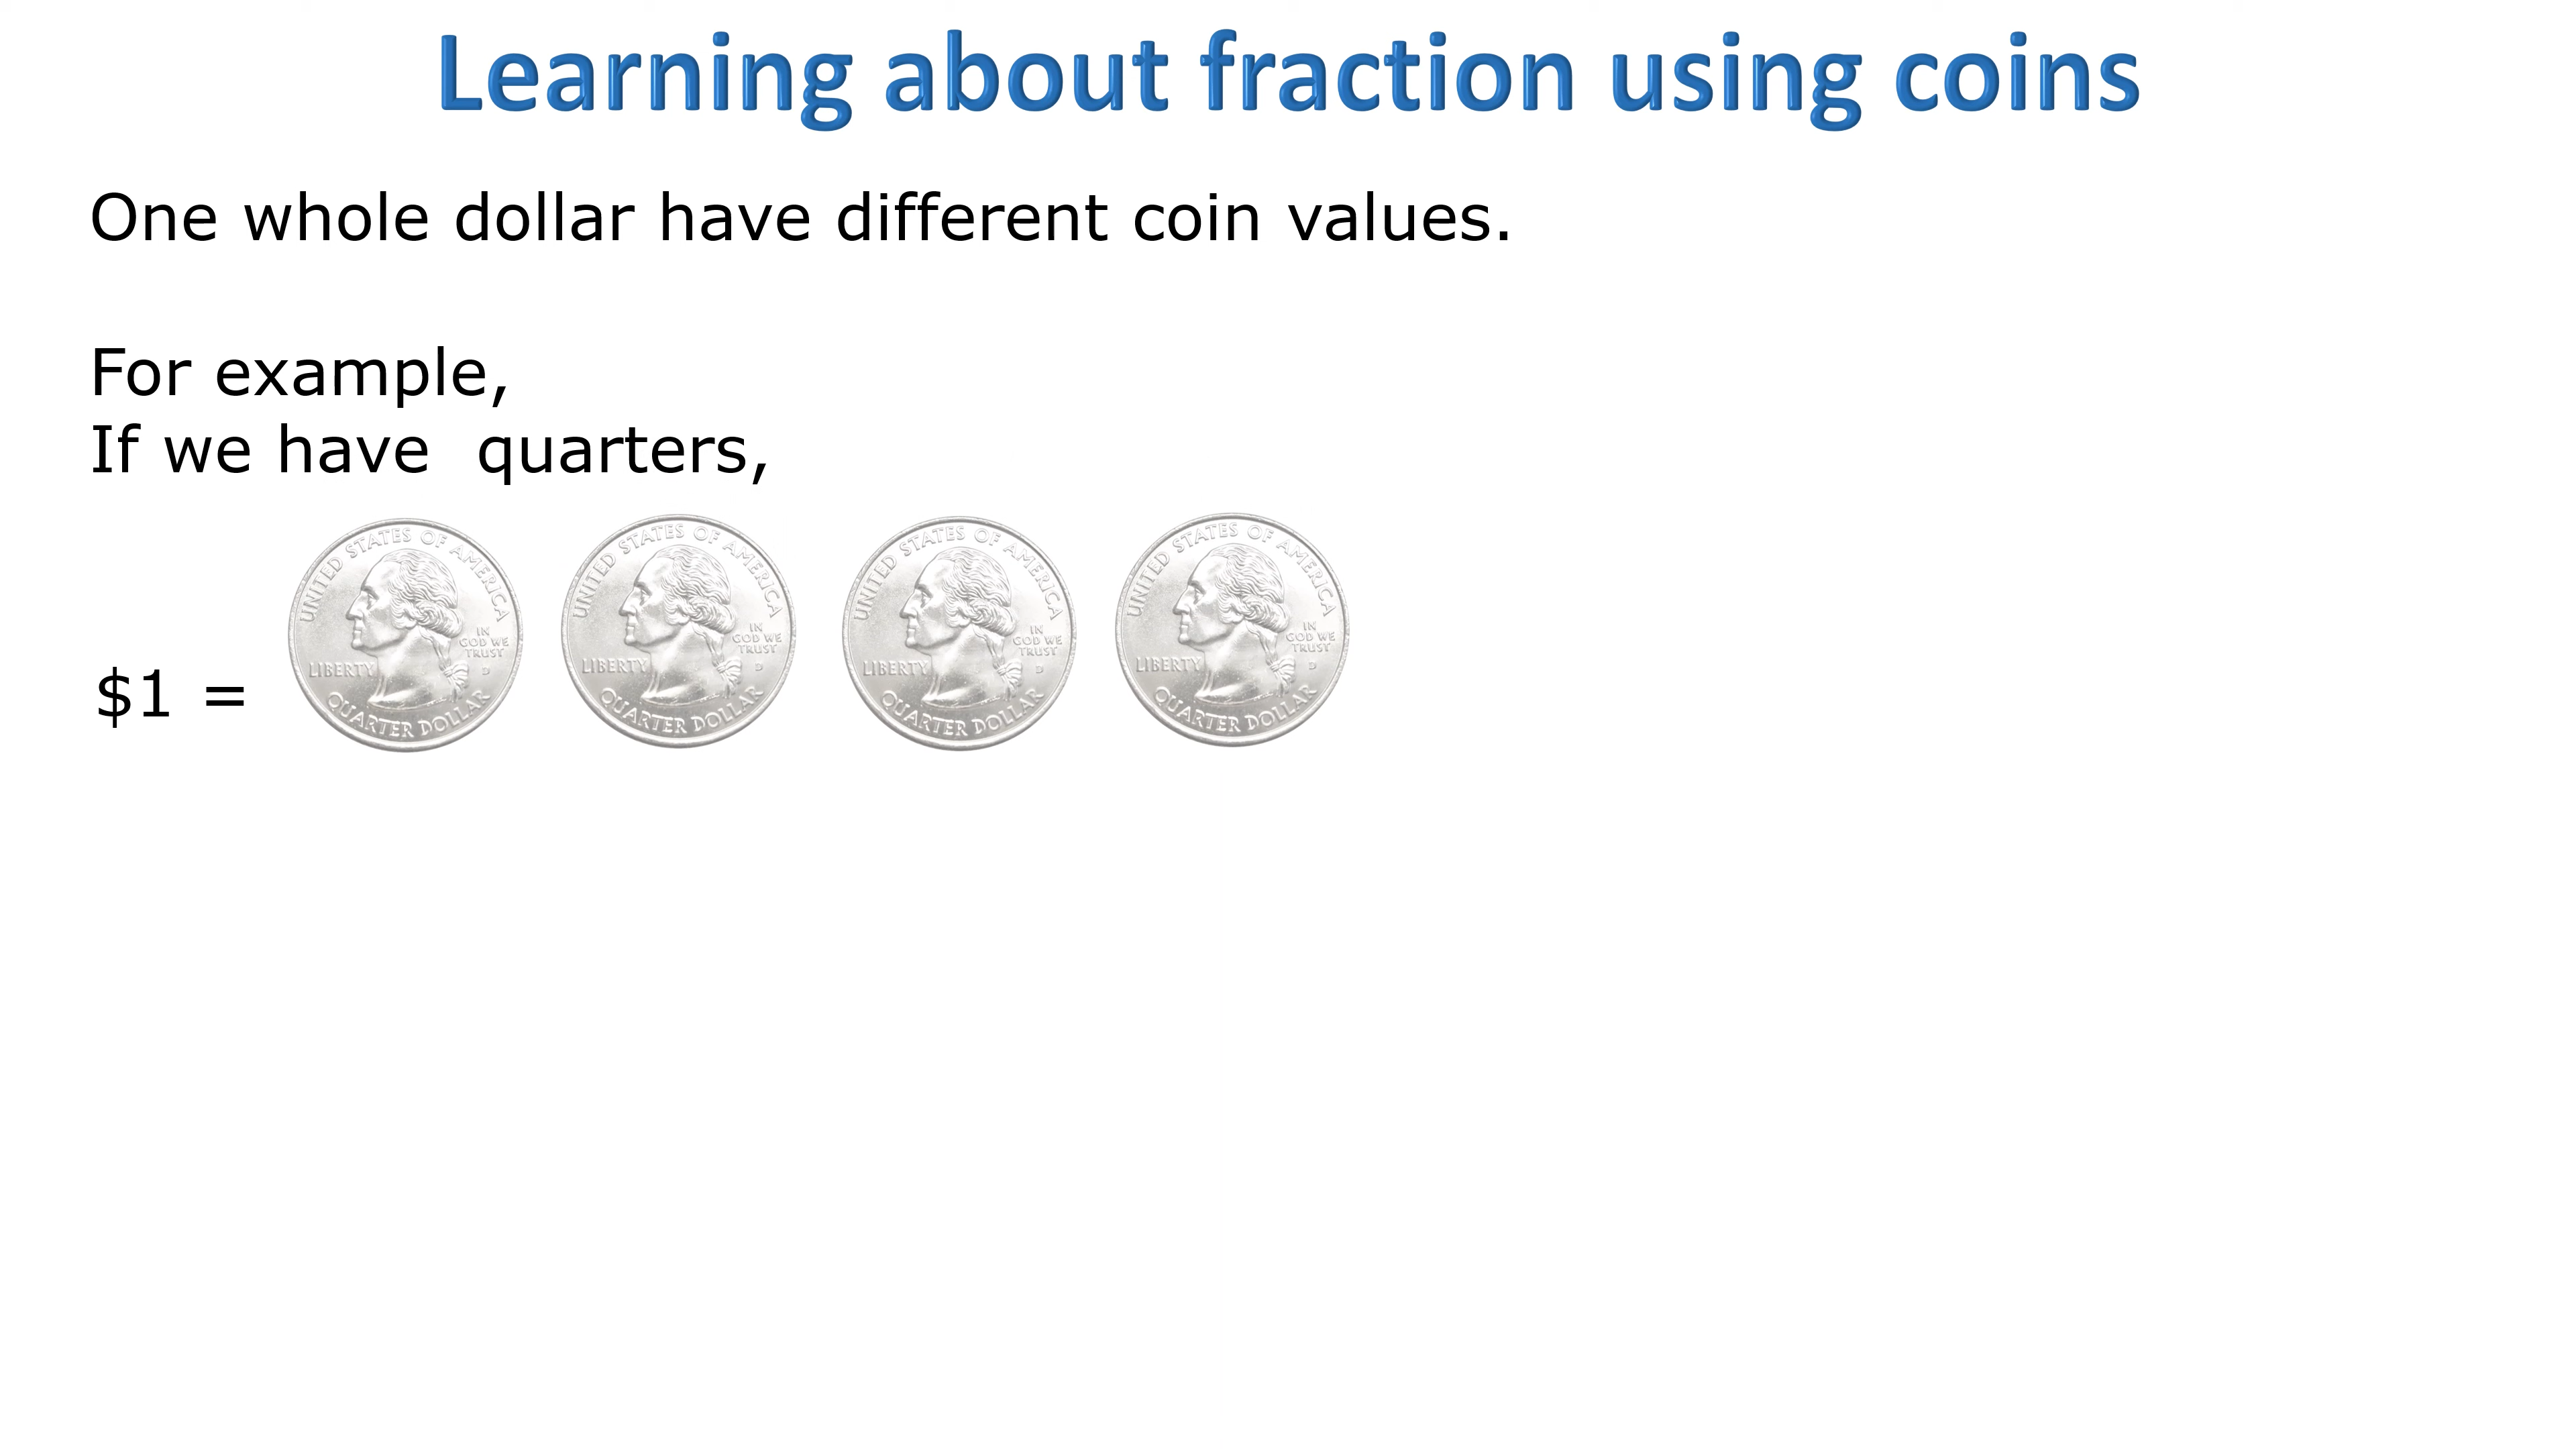 Learning about fraction using coins
One whole dollar have different coin values.
For example,
If we have  quarters,
$1 =
UNITED STATES OF AMERICA
LIBERTY
IN
GOD WE
TRUST
D
QUARTER DOLLAR
UNITED STATES OF AMERICA
LIBERTY
IN
GOD WE
TRUST
D
QUARTER DOLLAR
UNITED STATES OF AMERICA
LIBERTY
IN
GOD WE
TRUST
D
QUARTER DOLLAR
UNITED STATES OF AMERICA
LIBERTY
IN
GOD WE
TRUST
D
QUARTER DOLLAR